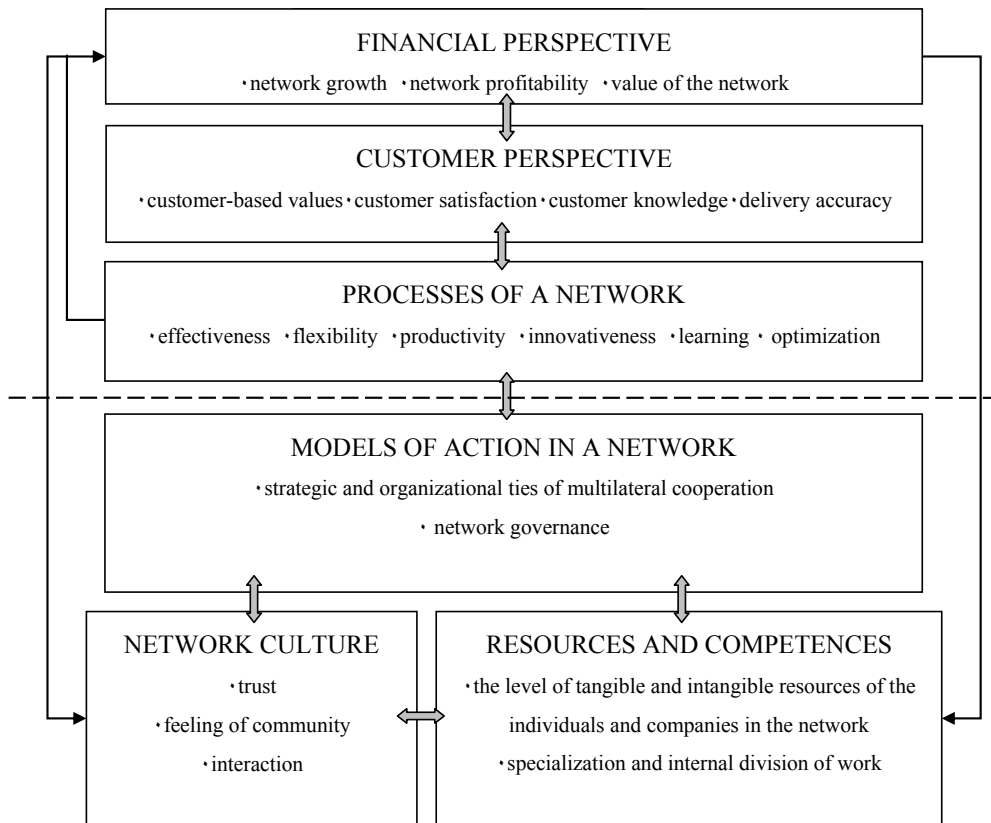 FINANCIAL PERSPECTIVE
·network growth ·network profitability ·value of the network
CUSTOMER PERSPECTIVE
·customer-based values·customer satisfaction·customer knowledge·delivery accuracy
PROCESSES OF A NETWORK
·effectiveness ·flexibility ·productivity ·innovativeness ·learning · optimization
MODELS OF ACTION IN A NETWORK
·strategic and organizational ties of multilateral cooperation
· network governance
NETWORK CULTURE
·trust
·feeling of community
·interaction
RESOURCES AND COMPETENCES
·the level of tangible and intangible resources of the
individuals and companies in the network
·specialization and internal division of work